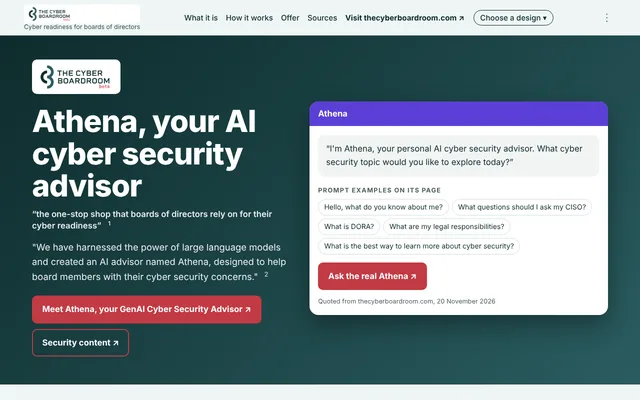 THE CYBER
BOARDROOM
beta
Cyber readiness for boards of directors
What it is
How it works
Offer
Sources
Visit thecyberboardroom.com ↗
Choose a design ▾
⋮
THE CYBER
BOARDROOM
beta
Athena, your AI
cyber security
advisor
“the one-stop shop that boards of directors rely on for their
cyber readiness” 1
"We have harnessed the power of large language models
and created an AI advisor named Athena, designed to help
board members with their cyber security concerns." 2
Meet Athena, your GenAI Cyber Security Advisor ↗
Security content ↗
Athena
“I'm Athena, your personal AI cyber security advisor. What cyber
security topic would you like to explore today?”
PROMPT EXAMPLES ON ITS PAGE
Hello, what do you know about me?
What questions should I ask my CISO?
What is DORA?
What are my legal responsibilities?
What is the best way to learn more about cyber security?
Ask the real Athena ↗
Quoted from thecyberboardroom.com, 20 November 2026